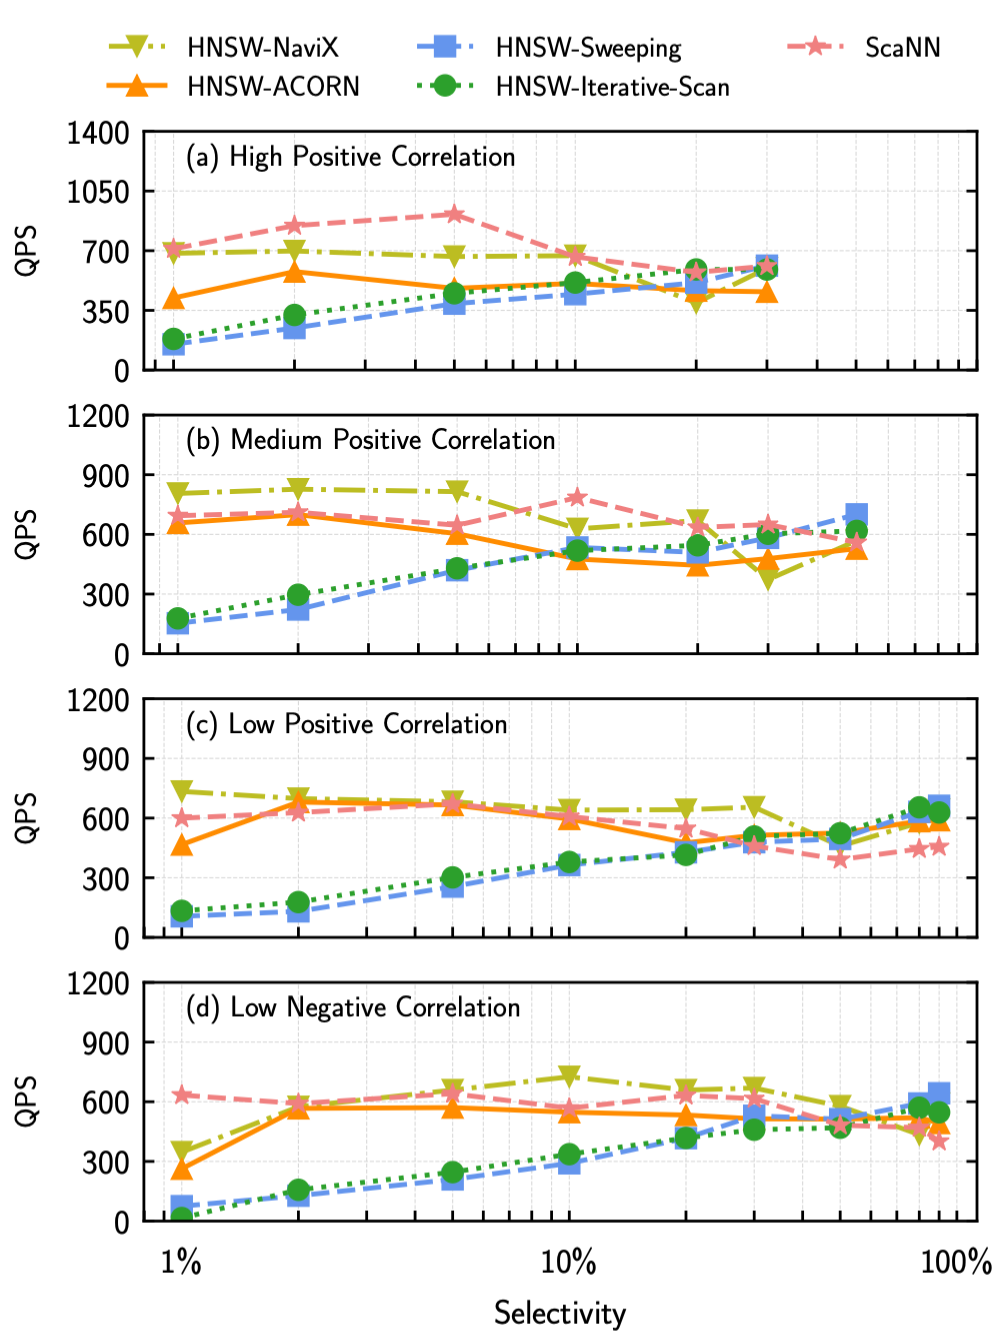 HNSW-NaviX HNSW-Sweeping ScaNN
HNSW-ACORN HNSW-Iterative-Scan
1400
(a) High Positive Correlation
1050
700
350
0
QPS
1200
(b) Medium Positive Correlation
900
600
300
0
QPS
1200
(c) Low Positive Correlation
900
600
300
0
QPS
1200
(d) Low Negative Correlation
900
600
300
0
QPS
1% 10% 100%
Selectivity